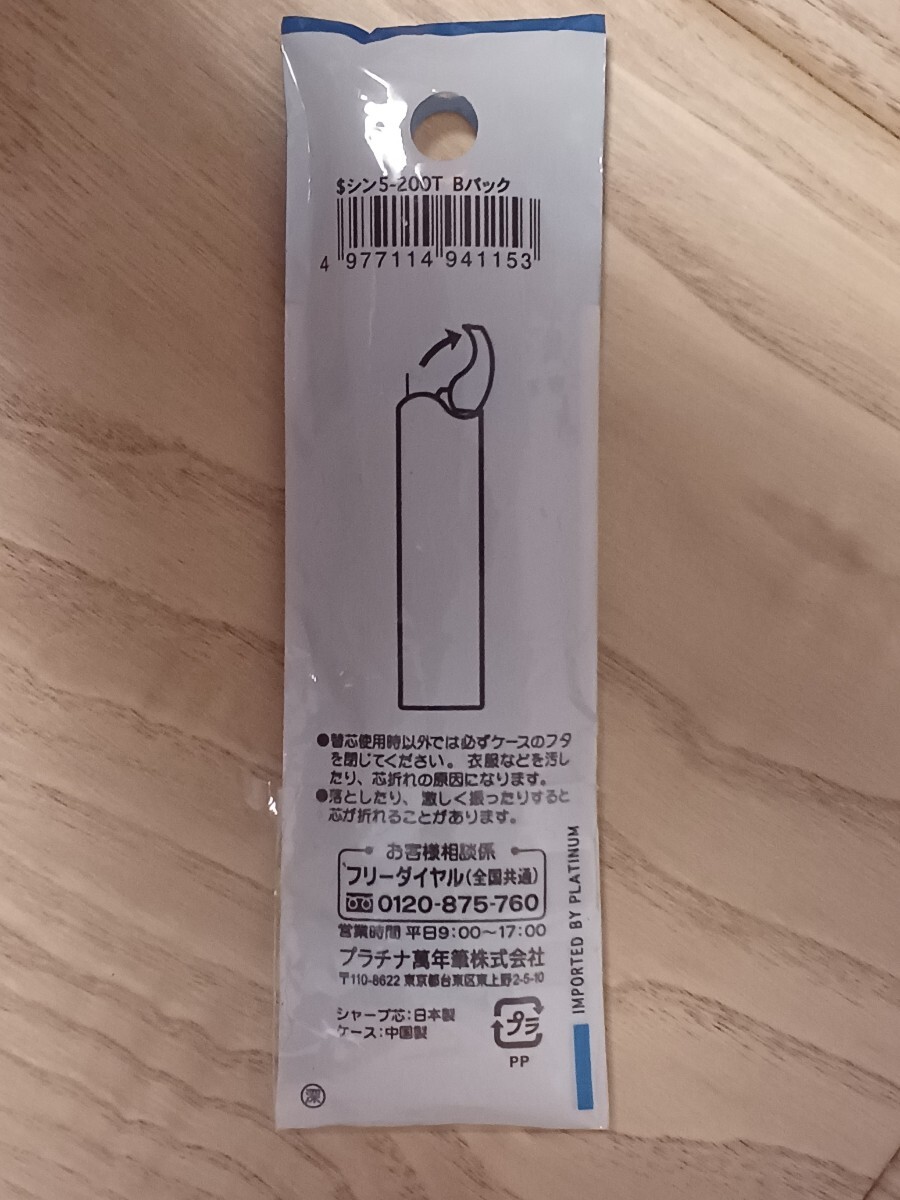 $シン5-200T Bパック
4 977114 941153
●替芯使用時以外では必ずケースのフタ
を閉じてください。衣服などを汚し
たり、芯折れの原因になります。
●落としたり、激しく振ったりすると
芯が折れることがあります。
お客様相談係
フリーダイヤル(全国共通)
0120-875-760
営業時間 平日9:00〜17:00
プラチナ萬年筆株式会社
〒110-8622 東京都台東区東上野2-5-10
シャープ芯:日本製
ケース:中国製
プラ
PP
IMPORTED BY PLATINUM